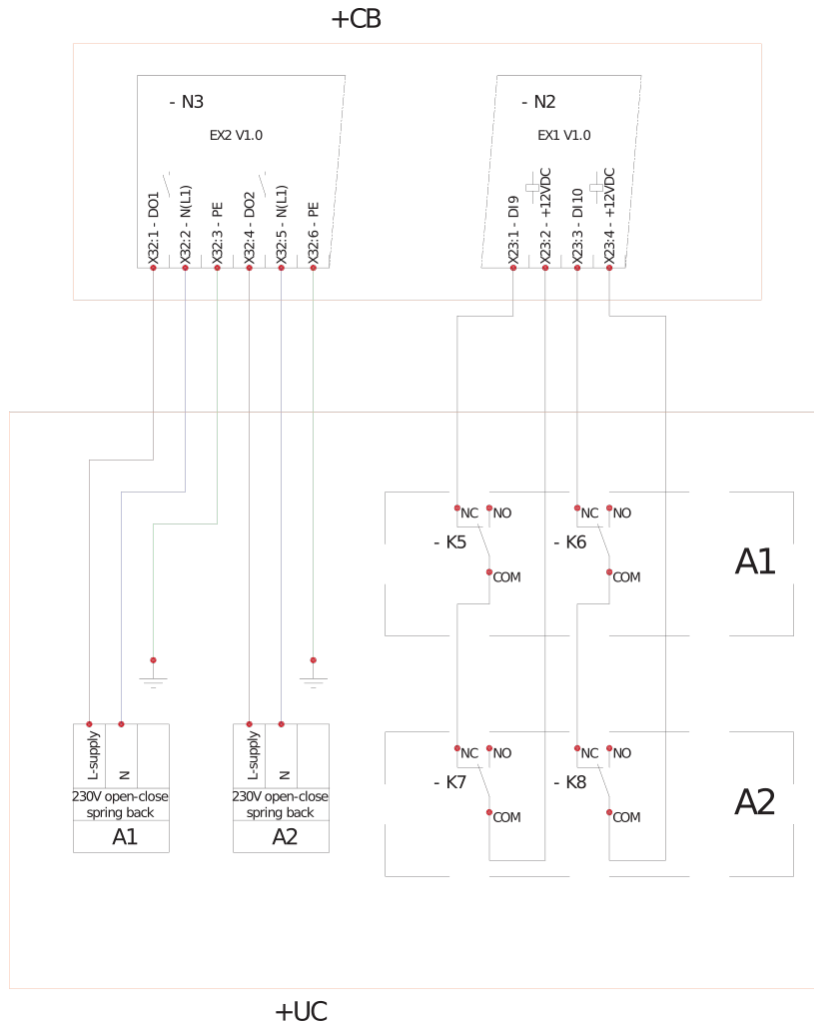 +CB
- N3
EX2 V1.0
X32:1 - DO1
X32:2 - N(L1)
X32:3 - PE
X32:4 - DO2
X32:5 - N(L1)
X32:6 - PE
- N2
EX1 V1.0
X23:1 - DI9
X23:2 - +12VDC
X23:3 - DI10
X23:4 - +12VDC
NC NO
- K5
COM
NC NO
- K6
COM
A1
L-supply
N
230V open-close
spring back
A1
L-supply
N
230V open-close
spring back
A2
NC NO
- K7
COM
NC NO
- K8
COM
A2
+UC